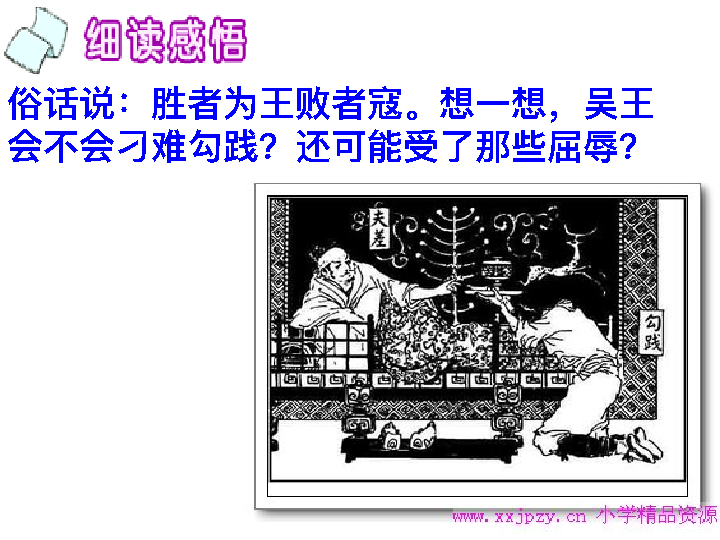 细读感悟
俗话说：胜者为王败者寇。想一想，吴王
会不会刁难勾践？还可能受了那些屈辱？
夫差
勾践
www.xxjpzy.cn 小学精品资源